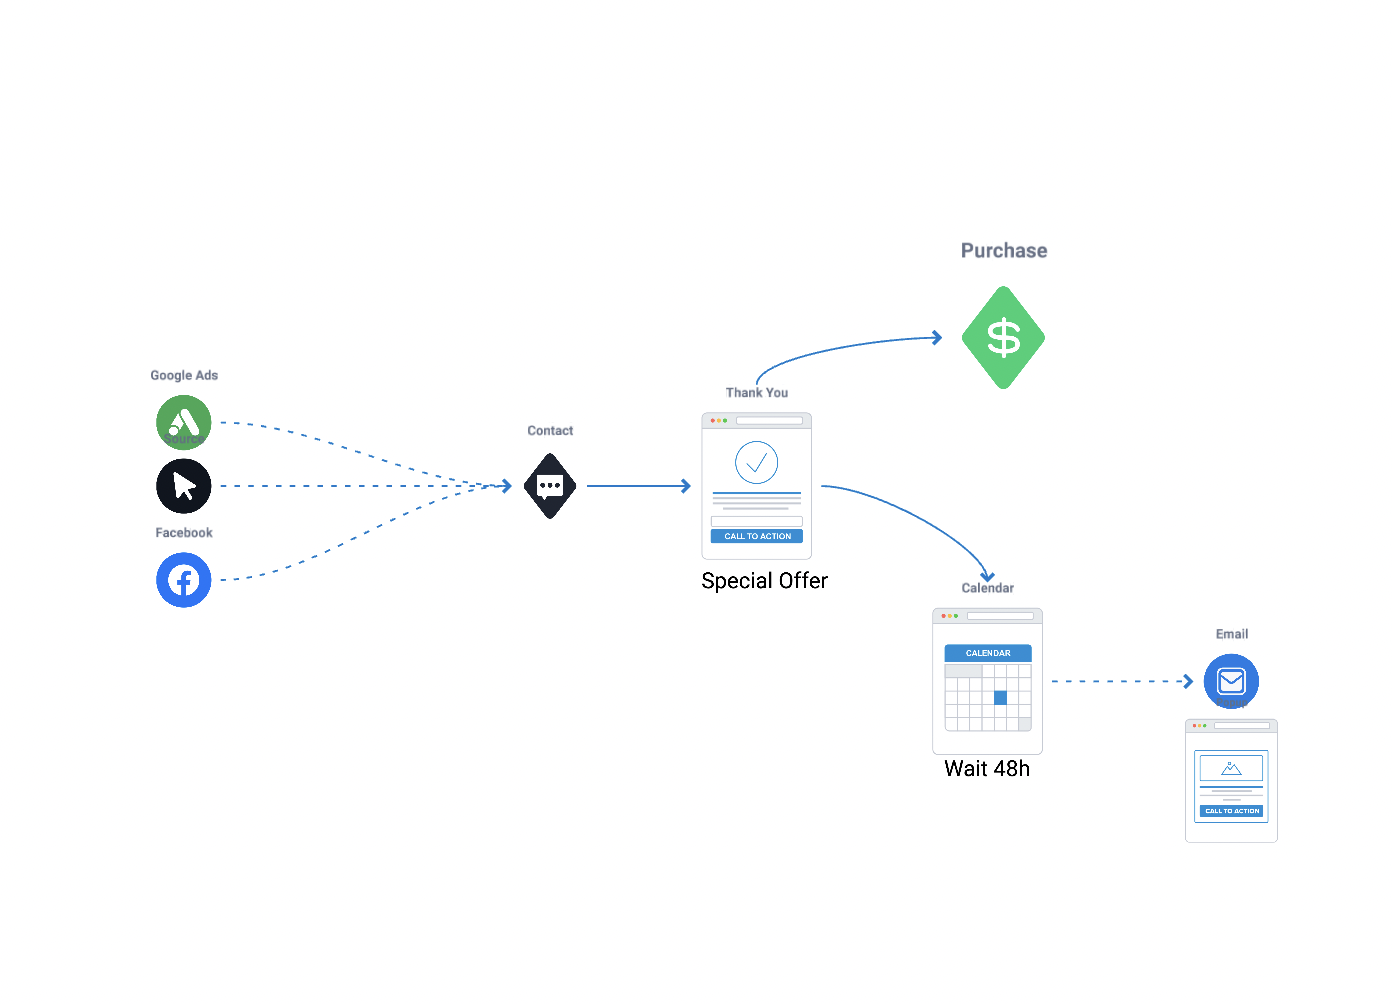 Purchase
Google Ads
Source
Thank You
Contact
Facebook
CALL TO ACTION
Special Offer
Calendar
CALENDAR
Email
Wait 48h
CALL TO ACTION